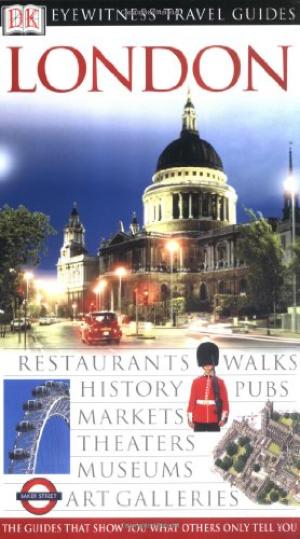 DK EYEWITNESS TRAVEL GUIDES
LONDON
RESTAURANTS WALKS
HISTORY PUBS
MARKETS
THEATERS
MUSEUMS
ART GALLERIES
BAKER STREET
THE GUIDES THAT SHOW YOU WHAT OTHERS ONLY TELL YOU